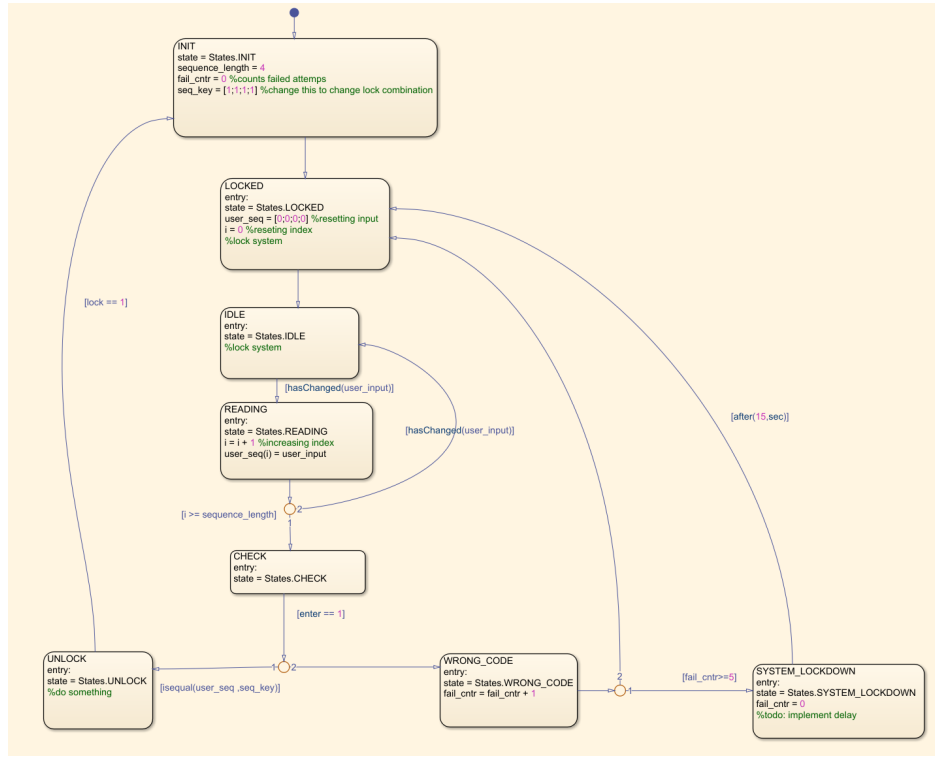 INIT
state = States.INIT
sequence_length = 4
fail_cntr = 0 %counts failed attemps
seq_key = [1;1;1;1] %change this to change lock combination
LOCKED
entry:
state = States.LOCKED
user_seq = [0;0;0;0] %resetting input
i = 0 %reseting index
%lock system
[lock == 1]
IDLE
entry:
state = States.IDLE
%lock system
[hasChanged(user_input)]
READING
entry:
state = States.READING
i = i + 1 %increasing index
user_seq(i) = user_input
[hasChanged(user_input)]
[after(15,sec)]
2
[i >= sequence_length]
1
CHECK
entry:
state = States.CHECK
[enter == 1]
1
2
[isequal(user_seq ,seq_key)]
UNLOCK
entry:
state = States.UNLOCK
%do something
WRONG_CODE
entry:
state = States.WRONG_CODE
fail_cntr = fail_cntr + 1
2
1
[fail_cntr>=5]
SYSTEM_LOCKDOWN
entry:
state = States.SYSTEM_LOCKDOWN
fail_cntr = 0
%todo: implement delay